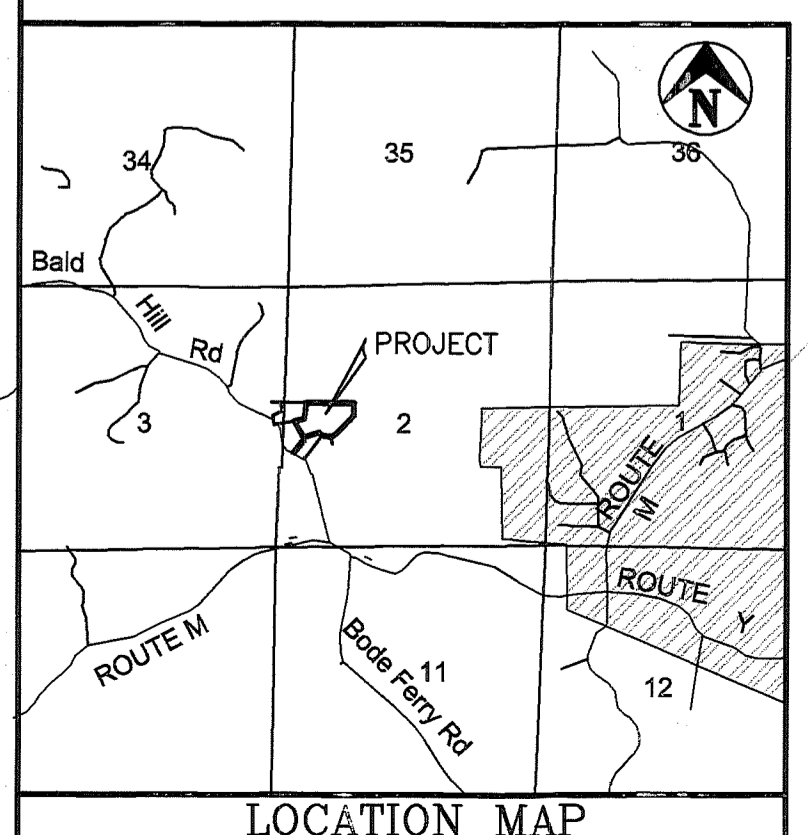 N
34
35
36
Bald
Hill
Rd
PROJECT
3
2
1
ROUTE
M
ROUTE
Y
ROUTE M
Bode Ferry Rd
11
12
LOCATION MAP